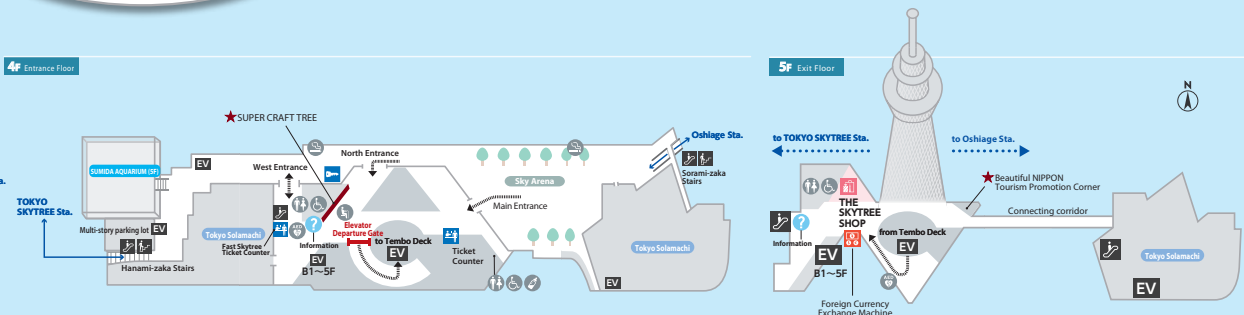 4F Entrance Floor
SUPER CRAFT TREE
North Entrance
West Entrance
EV
SUMIDA AQUARIUM (5F)
a.
TOKYO
SKYTREE Sta.
Multi-story parking lot
EV
Hanami-zaka Stairs
Tokyo Solamachi
Fast Skytree
Ticket Counter
AED
?
Information
EV
B1～5F
Elevator
Departure Gate
to Tembo Deck
EV
Ticket
Counter
Main Entrance
Sky Arena
Oshiage Sta.
Sorami-zaka
Stairs
Tokyo Solamachi
EV
5F Exit Floor
N
to TOKYO SKYTREE Sta.
to Oshiage Sta.
Beautiful NIPPON
Tourism Promotion Corner
Connecting corridor
THE
SKYTREE
SHOP
?
Information
from Tembo Deck
EV
EV
B1～5F
AED
Foreign Currency
Exchange Machine
Tokyo Solamachi
EV